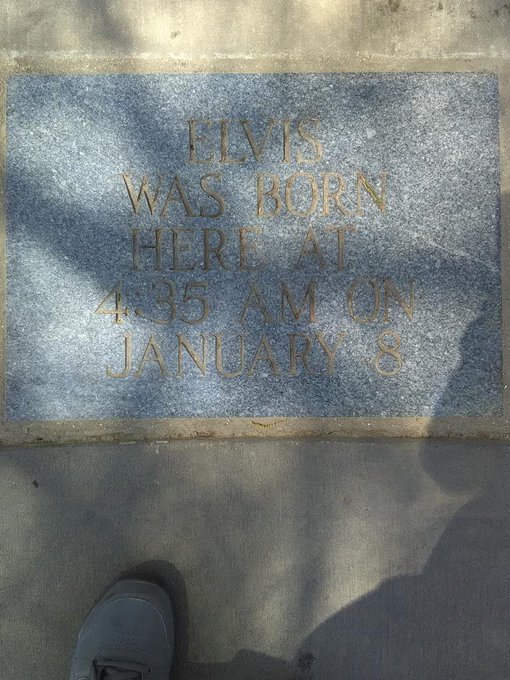 ELVIS
WAS BORN
HERE AT
4:35 AM ON
JANUARY 8